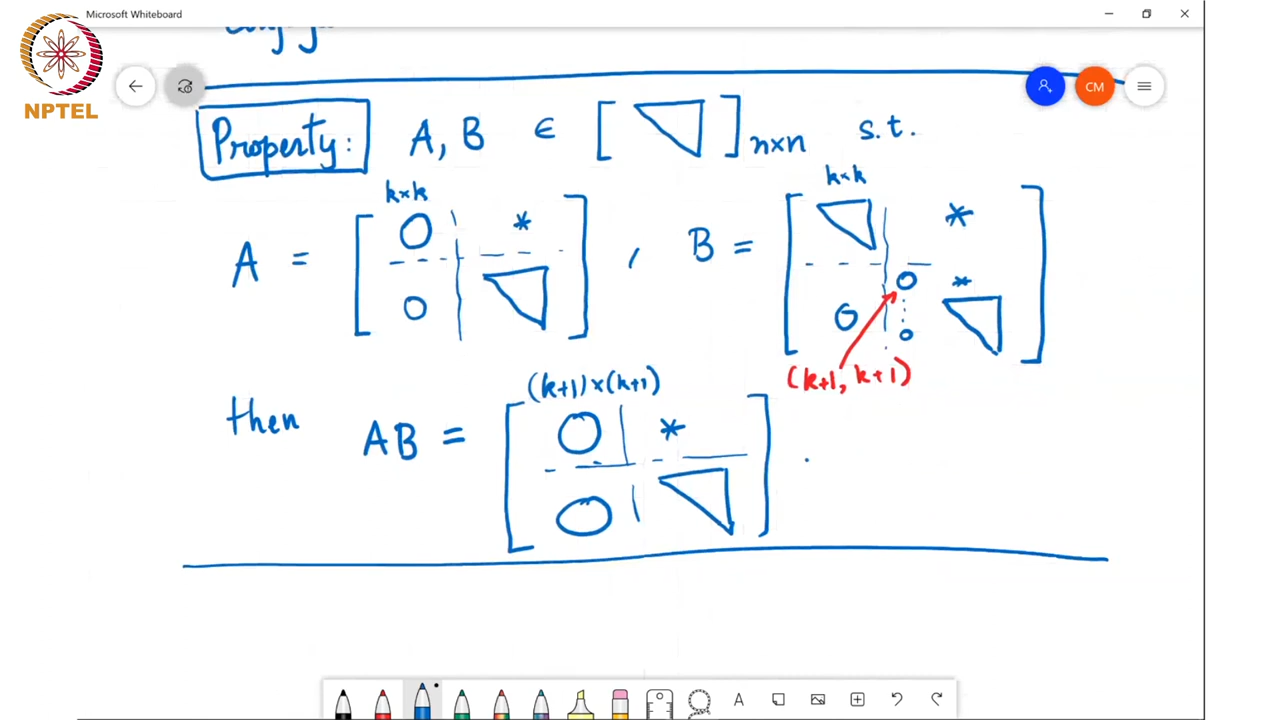 Microsoft Whiteboard
NPTEL
CM
Property: A, B ∈ [ ▽ ] n×n s.t.
k×k
k×k
A = [ 0 * 0 ▽ ] , B = [ ▽ * 0 0 ⋮ 0 * ▽ ]
(k+1, k+1)
(k+1)×(k+1)
then AB = [ 0 * 0 ▽ ] .
A